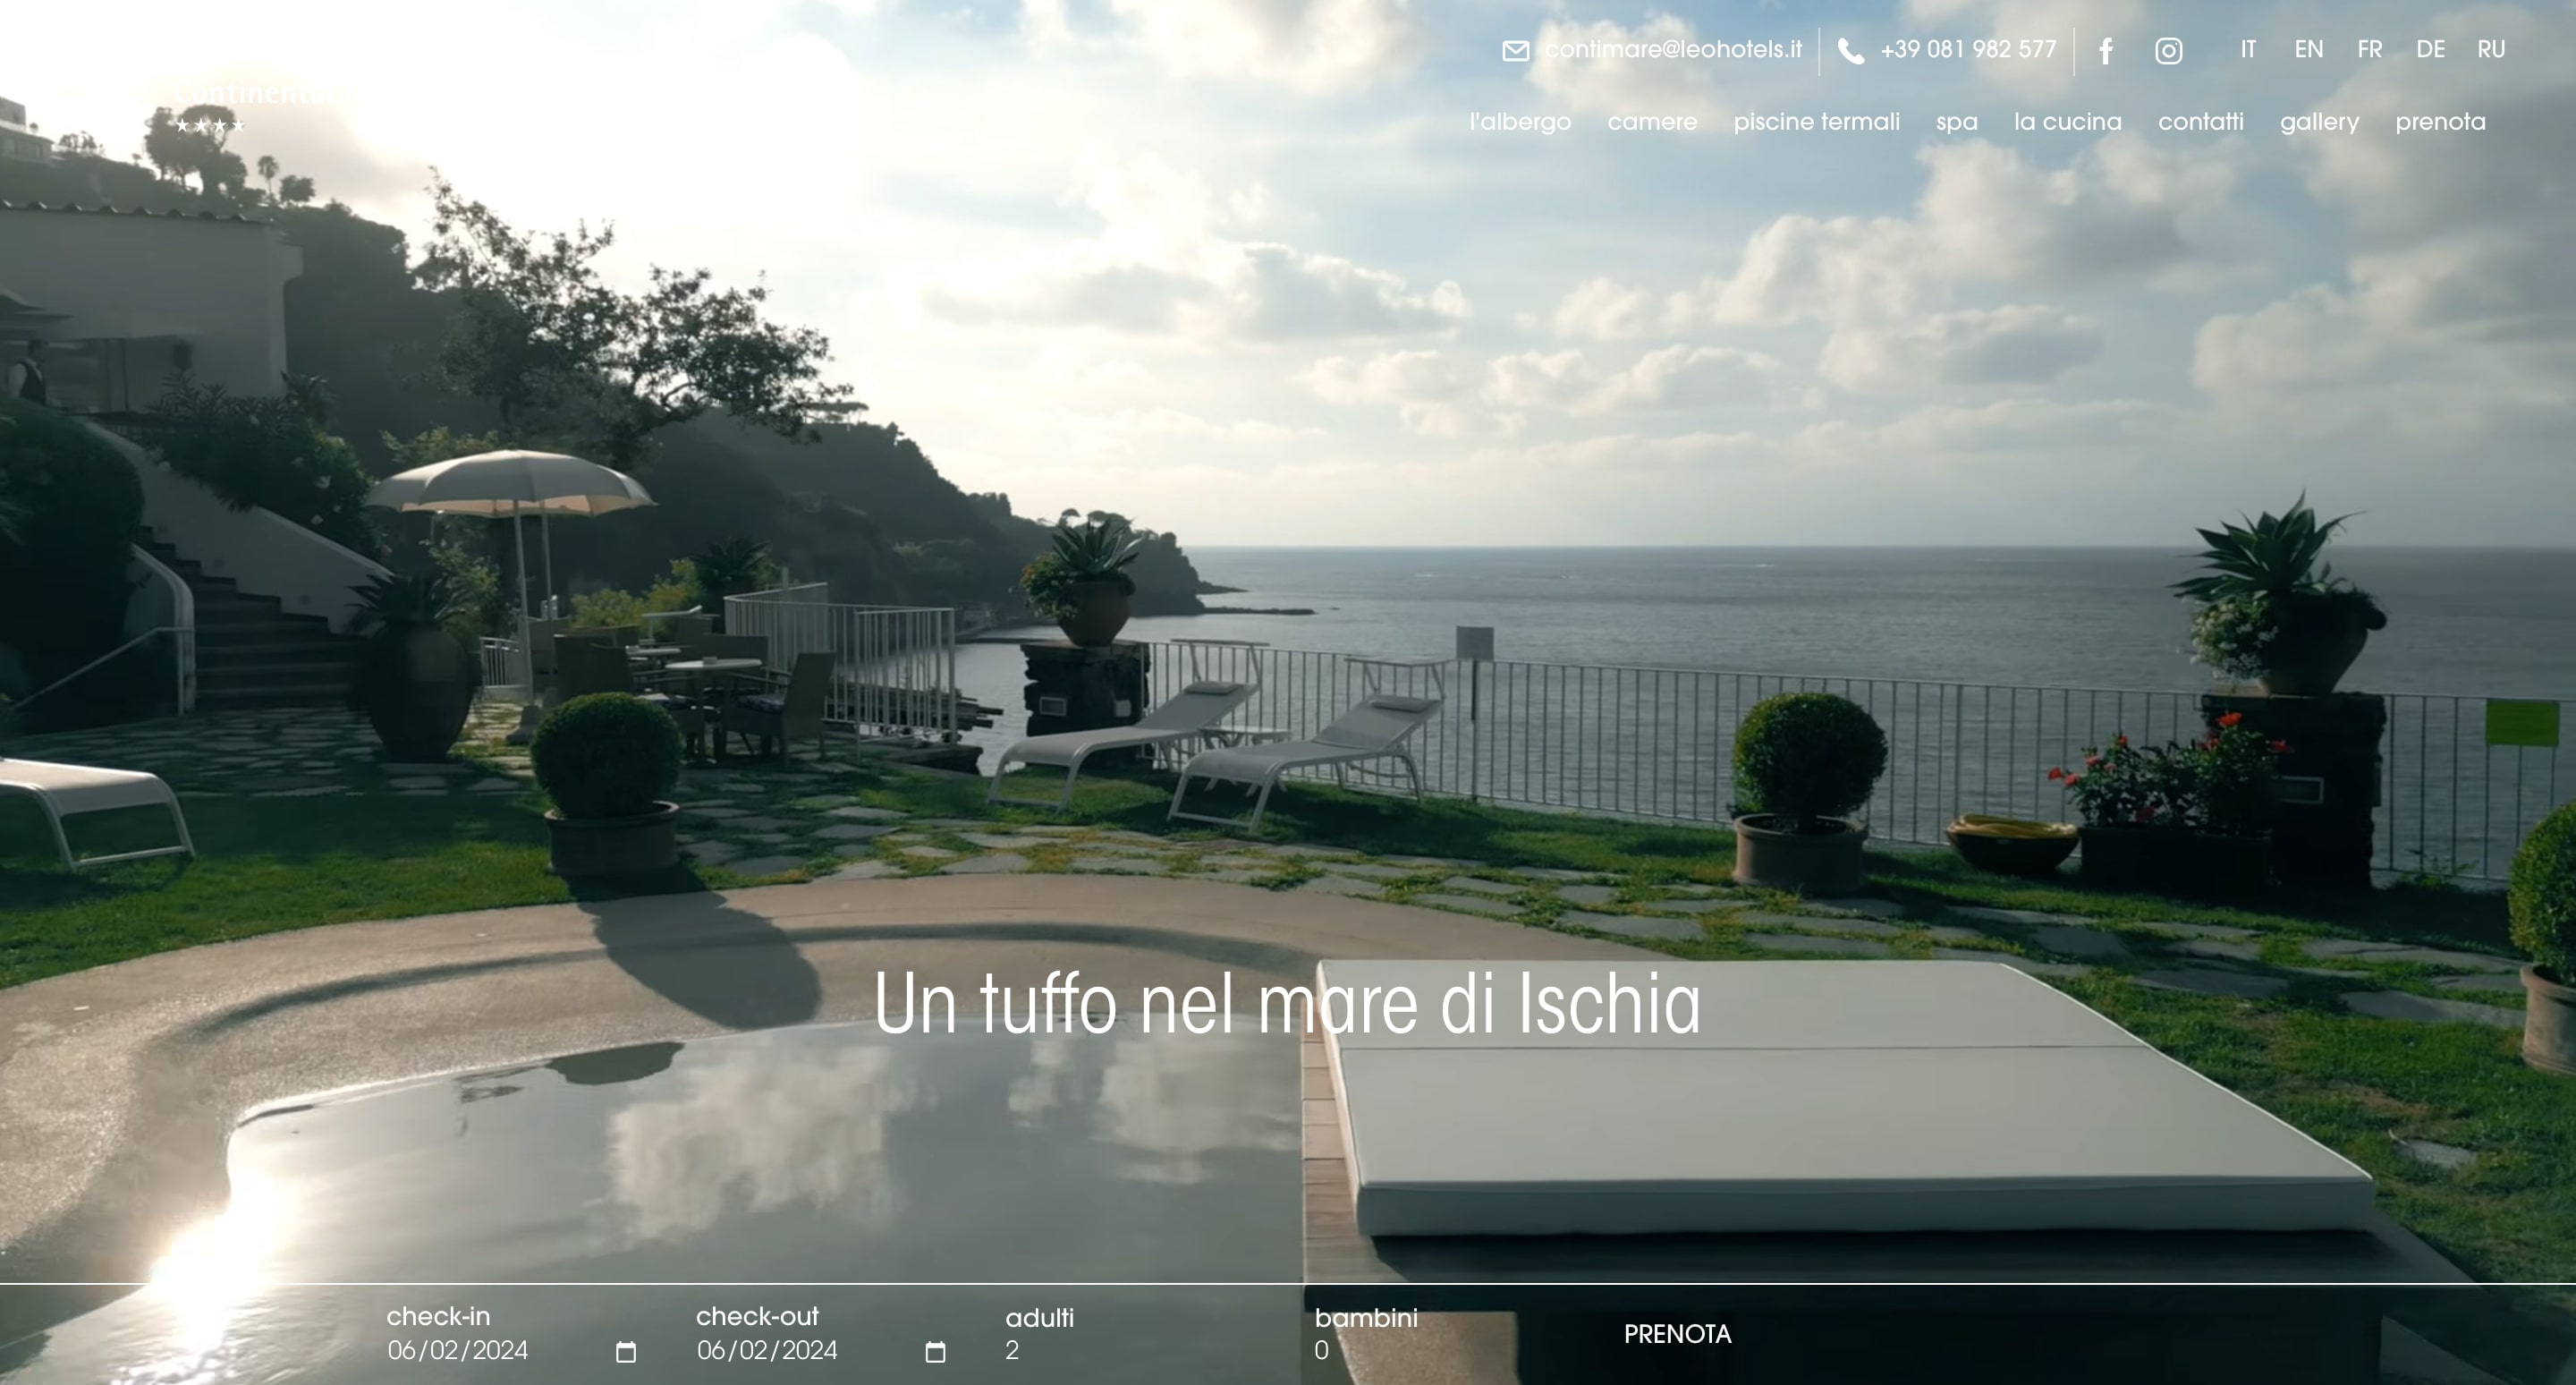 contimare@leohotels.it +39 081 982 577 IT EN FR DE RU
Continental
l'albergo camere piscine termali spa la cucina contatti gallery prenota
Un tuffo nel mare di Ischia
check-in check-out adulti bambini
06/02/2024 06/02/2024 2 0
PRENOTA